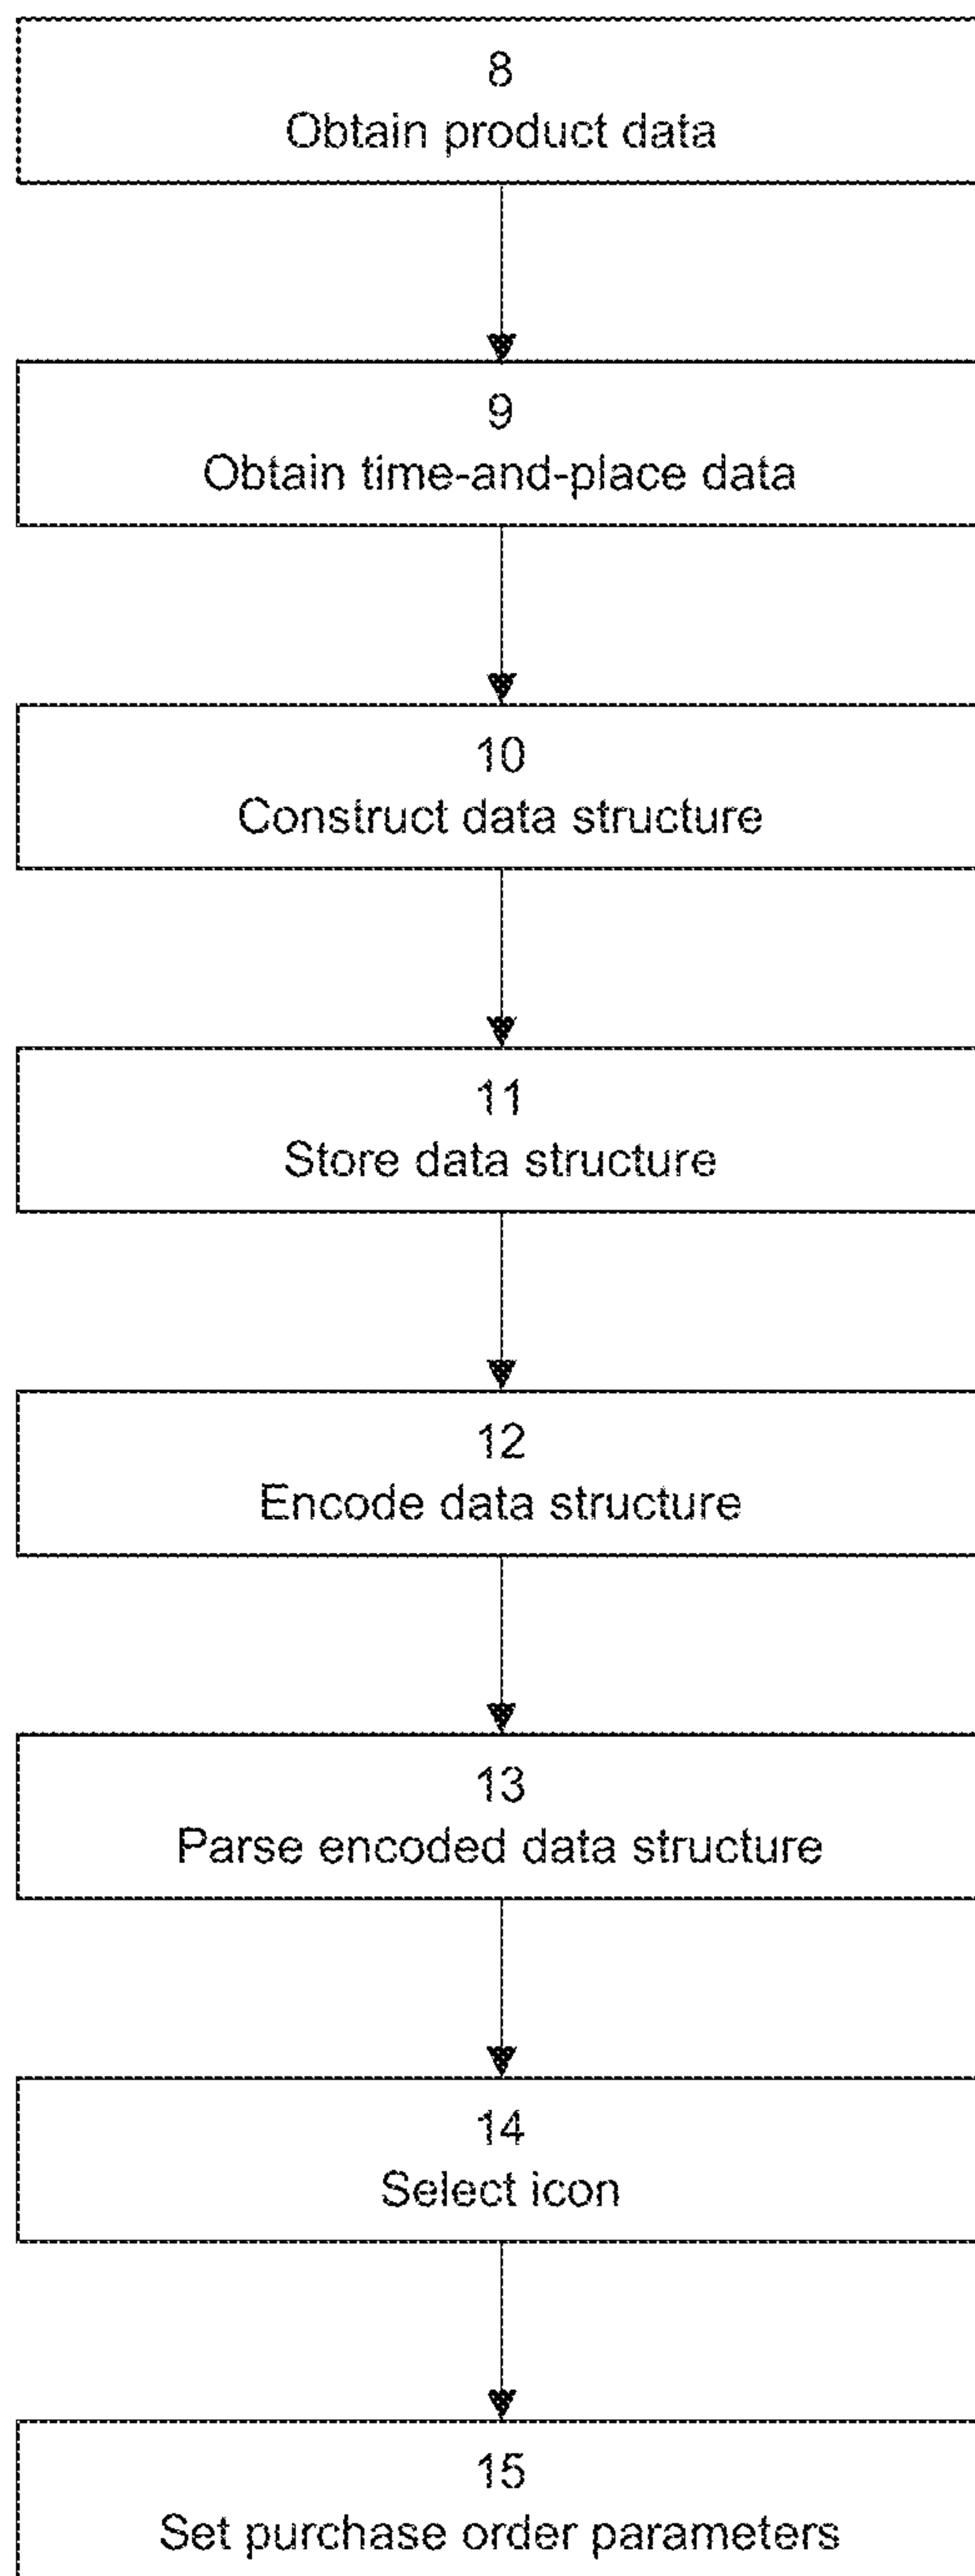 8
Obtain product data
9
Obtain time-and-place data
10
Construct data structure
11
Store data structure
12
Encode data structure
13
Parse encoded data structure
14
Select icon
15
Set purchase order parameters